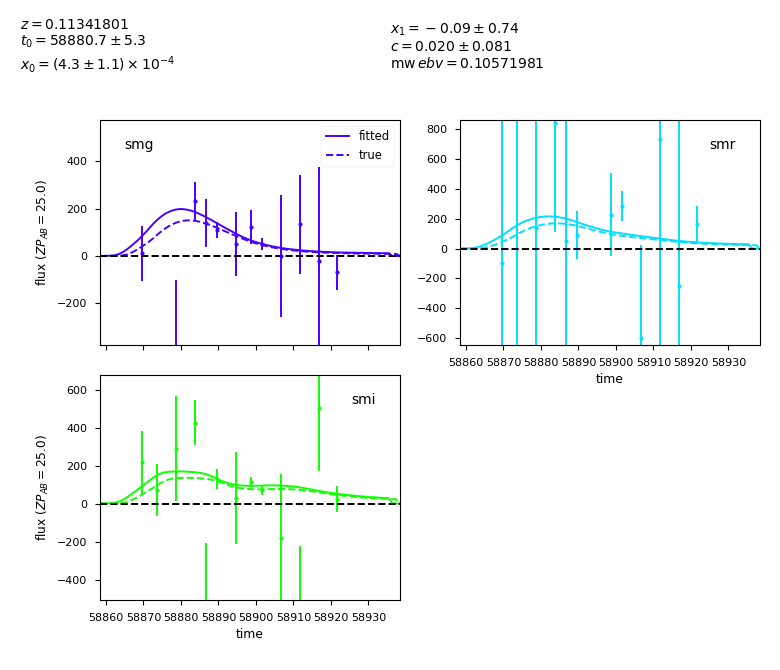 z = 0.11341801
t₀ = 58880.7 ± 5.3
x₀ = (4.3 ± 1.1) × 10⁻⁴
x₁ = −0.09 ± 0.74
c = 0.020 ± 0.081
mw ebv = 0.10571981
smg
fitted
true
400
200
0
−200
flux (ZP_AB = 25.0)
smr
800
600
400
200
0
−200
−400
−600
58860 58870 58880 58890 58900 58910 58920 58930
time
smi
600
400
200
0
−200
−400
flux (ZP_AB = 25.0)
58860 58870 58880 58890 58900 58910 58920 58930
time